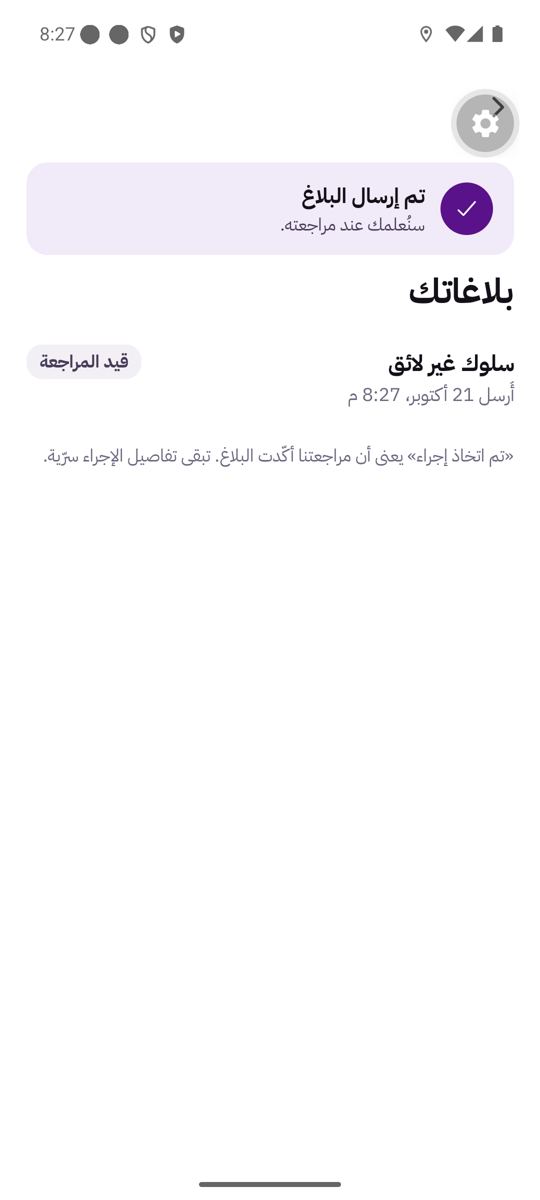 8:27
تم إرسال البلاغ
سنُعلمك عند مراجعته.
بلاغاتك
سلوك غير لائق
قيد المراجعة
أُرسل 21 أكتوبر، 8:27 م
«تم اتخاذ إجراء» يعني أن مراجعتنا أكّدت البلاغ. تبقى تفاصيل الإجراء سرّية.